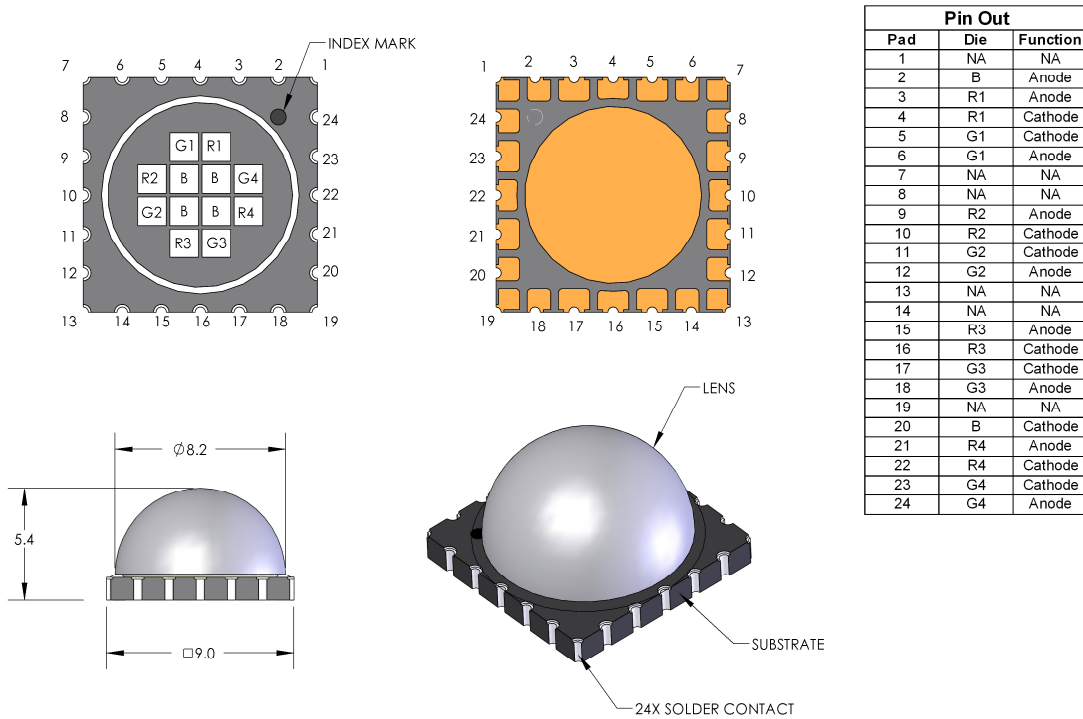 INDEX MARK
7 6 5 4 3 2 1
8 24
9 23
10 22
11 21
12 20
13 14 15 16 17 18 19
G1 R1
R2 B B G4
G2 B B R4
R3 G3
1 2 3 4 5 6 7
24 8
23 9
22 10
21 11
20 12
19 18 17 16 15 14 13
Pin Out
Pad Die Function
1 NA NA
2 B Anode
3 R1 Anode
4 R1 Cathode
5 G1 Cathode
6 G1 Anode
7 NA NA
8 NA NA
9 R2 Anode
10 R2 Cathode
11 G2 Cathode
12 G2 Anode
13 NA NA
14 NA NA
15 R3 Anode
16 R3 Cathode
17 G3 Cathode
18 G3 Anode
19 NA NA
20 B Cathode
21 R4 Anode
22 R4 Cathode
23 G4 Cathode
24 G4 Anode
Ø8.2
5.4
□9.0
LENS
SUBSTRATE
24X SOLDER CONTACT